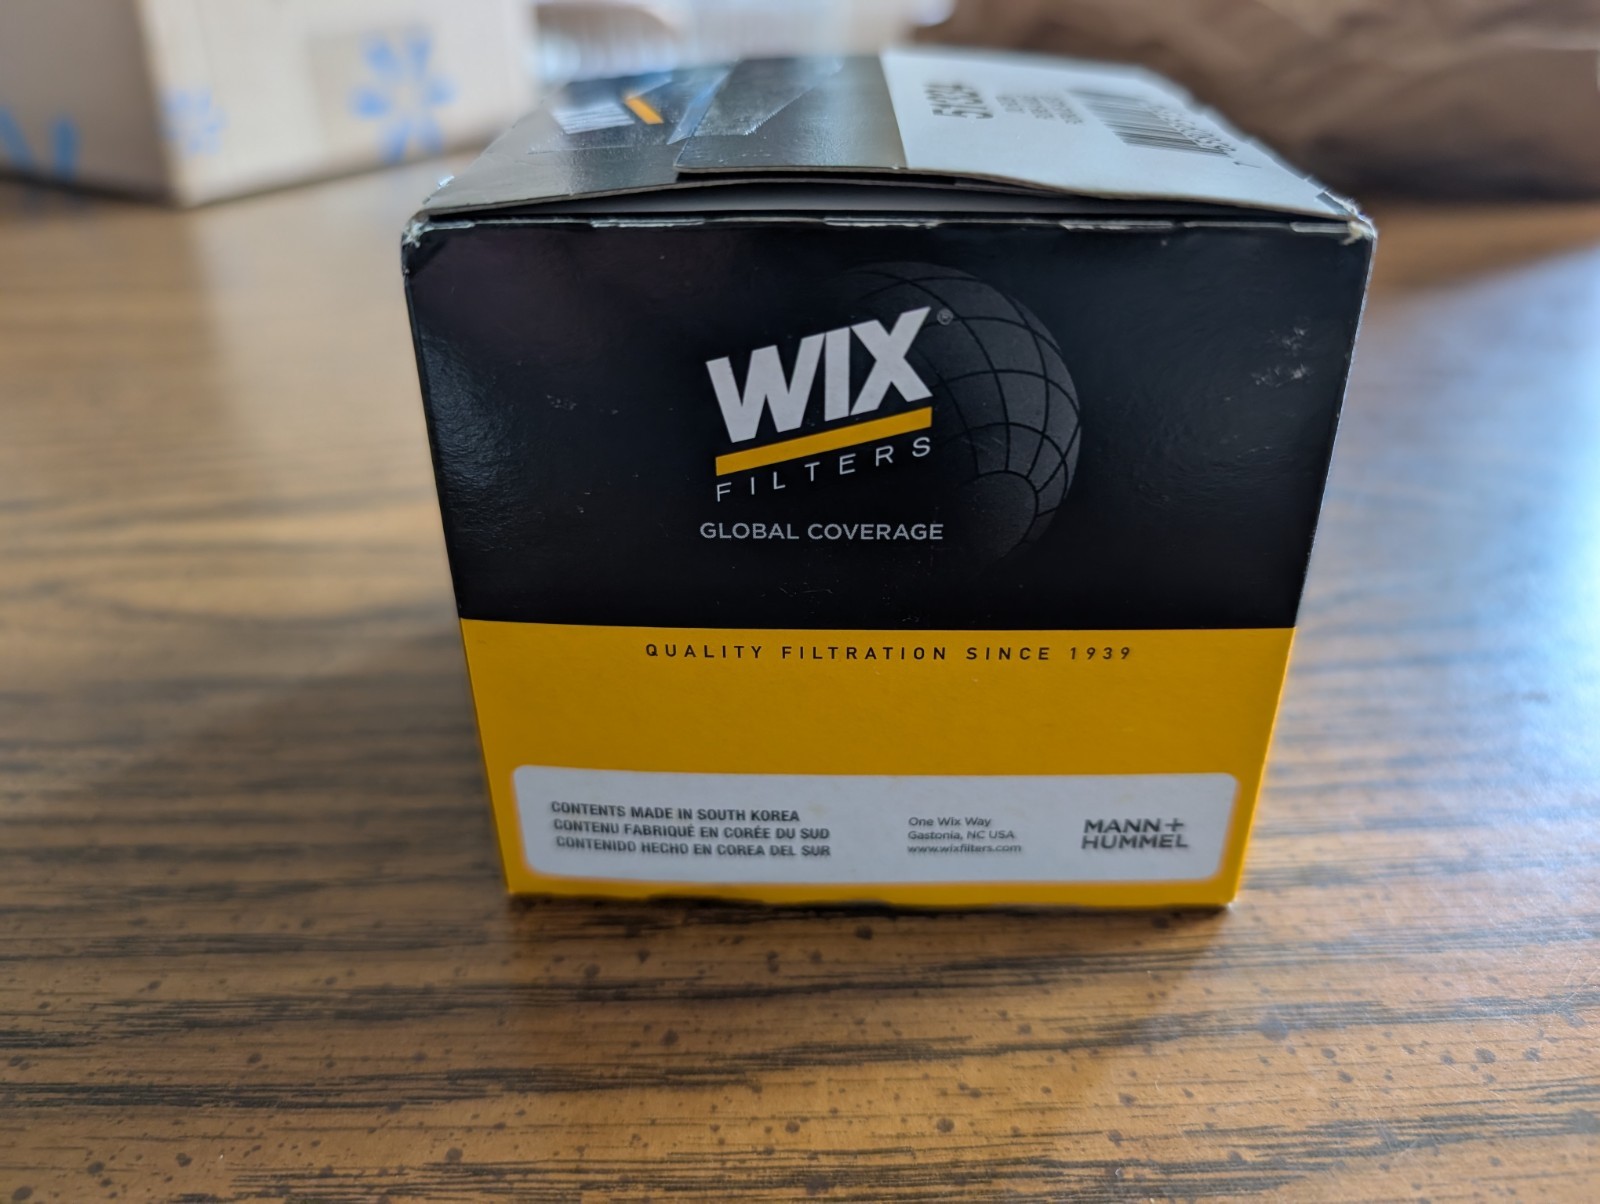 51394
WIX®
FILTERS
GLOBAL COVERAGE
QUALITY FILTRATION SINCE 1939
CONTENTS MADE IN SOUTH KOREA
CONTENU FABRIQUÉ EN CORÉE DU SUD
CONTENIDO HECHO EN COREA DEL SUR
One Wix Way
Gastonia, NC USA
www.wixfilters.com
MANN+
HUMMEL